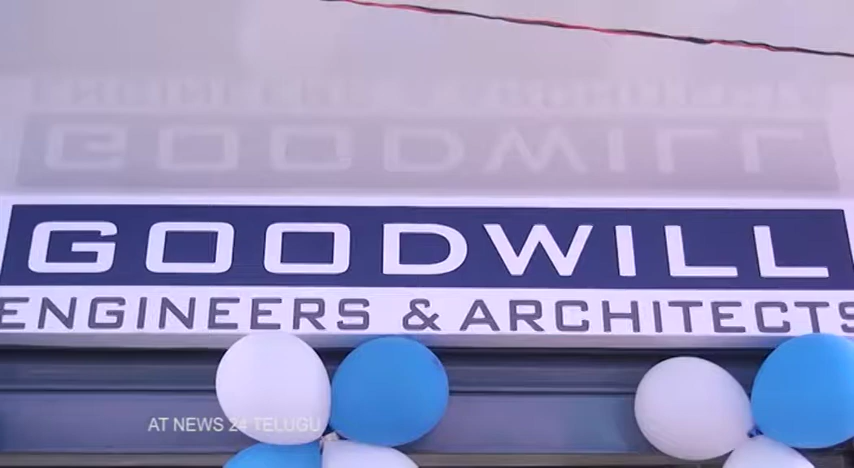 GOODWILL
ENGINEERS & ARCHITECTS
AT NEWS 24 TELUGU